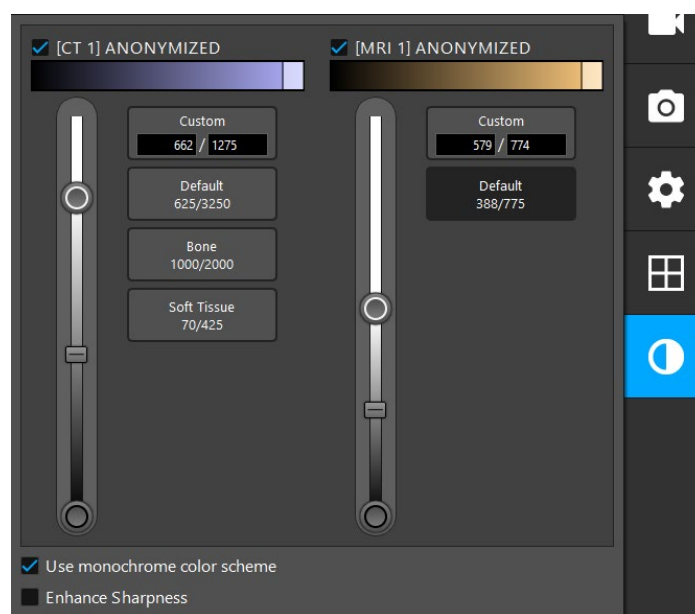 [CT 1] ANONYMIZED
Custom
662 / 1275
Default
625/3250
Bone
1000/2000
Soft Tissue
70/425
[MRI 1] ANONYMIZED
Custom
579 / 774
Default
388/775
Use monochrome color scheme
Enhance Sharpness